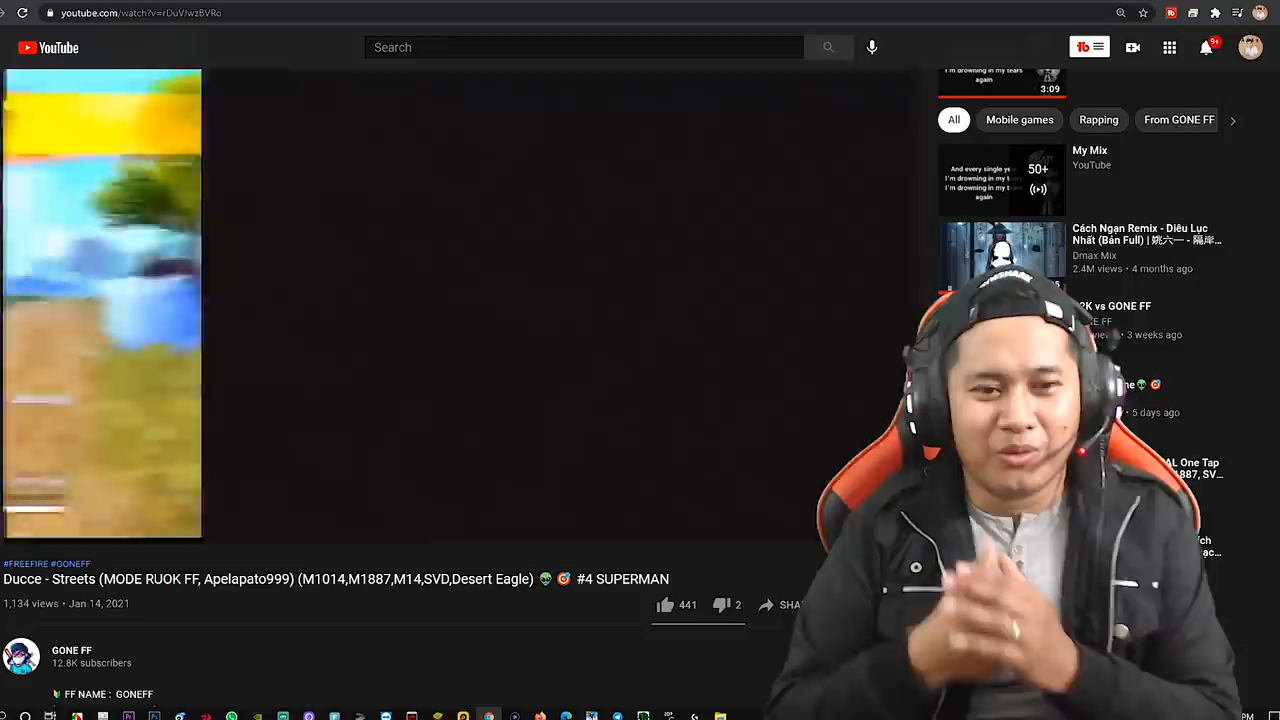 youtube.com/watch?v=rDuVJwzBVRo
YouTube
Search
9+
I'm drowning in my tears
again
3:09
All
Mobile games
Rapping
From GONE FF
And every single
I'm drowning in my
I'm drowning in my tears
again
50+
My Mix
YouTube
Cách Ngạn Remix - Diêu Lục
Nhất (Bản Full) | 姚六一 - 隔岸...
Dmax Mix
2.4M views • 4 months ago
vs GONE FF
3 weeks ago
5 days ago
One Tap
SV...
#FREEFIRE #GONEFF
Ducce - Streets (MODE RUOK FF, Apelapato999) (M1014,M1887,M14,SVD,Desert Eagle) 👽 🎯 #4 SUPERMAN
1,134 views • Jan 14, 2021
441
2
SHA
GONE FF
12.8K subscribers
🔰 FF NAME : GONEFF
PM